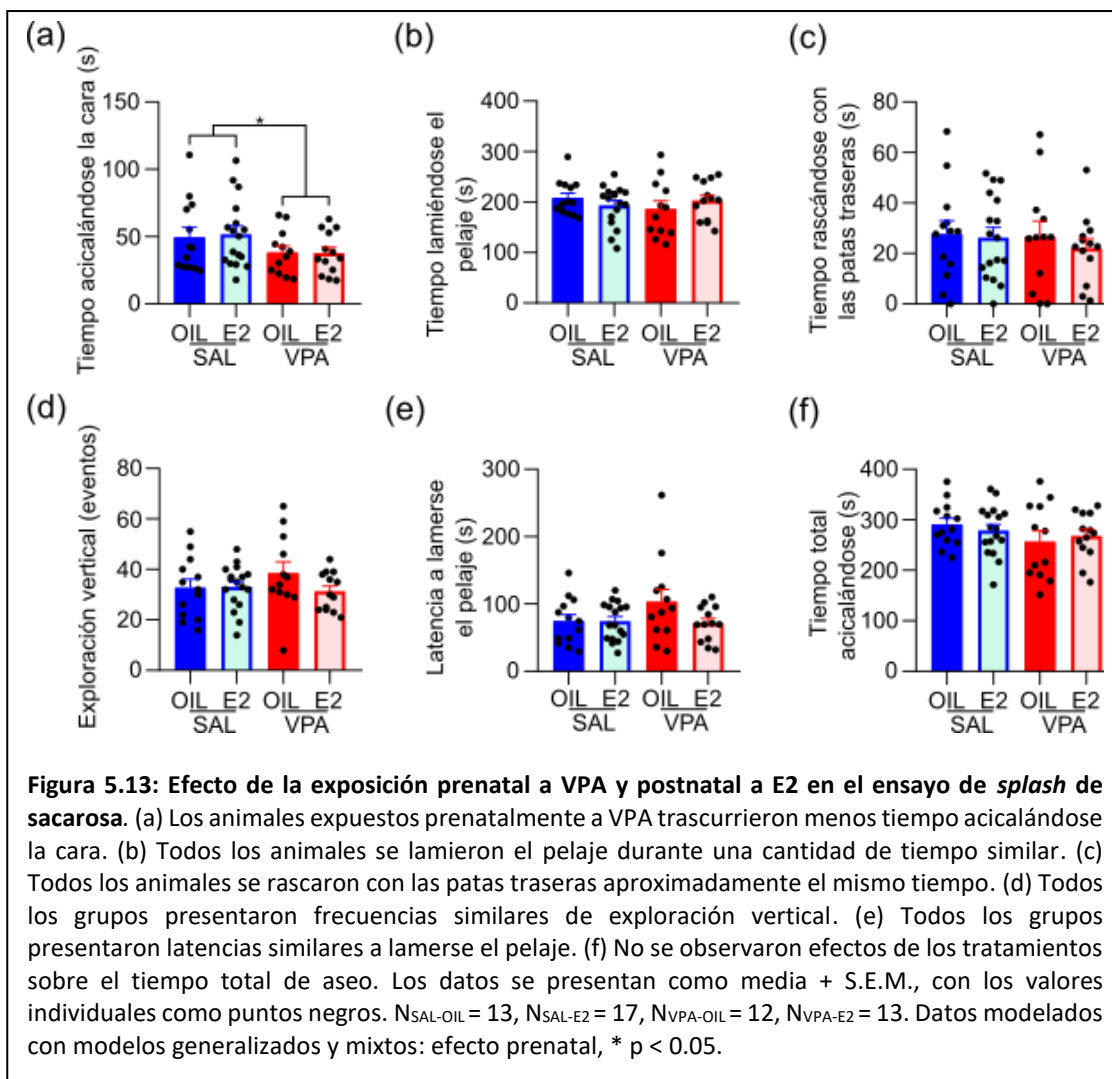 (a)
Tiempo acicalándose la cara (s)
150
100
50
0
*
OIL E2 OIL E2
SAL VPA
(b)
Tiempo lamiéndose el
pelaje (s)
400
300
200
100
0
OIL E2 OIL E2
SAL VPA
(c)
Tiempo rascándose con
las patas traseras (s)
80
60
40
20
0
OIL E2 OIL E2
SAL VPA
(d)
Exploración vertical (eventos)
80
60
40
20
0
OIL E2 OIL E2
SAL VPA
(e)
Latencia a lamerse
el pelaje (s)
300
200
100
0
OIL E2 OIL E2
SAL VPA
(f)
Tiempo total
acicalándose (s)
400
300
200
100
0
OIL E2 OIL E2
SAL VPA
Figura 5.13: Efecto de la exposición prenatal a VPA y postnatal a E2 en el ensayo de splash de
sacarosa. (a) Los animales expuestos prenatalmente a VPA trascurrieron menos tiempo acicalándose
la cara. (b) Todos los animales se lamieron el pelaje durante una cantidad de tiempo similar. (c)
Todos los animales se rascaron con las patas traseras aproximadamente el mismo tiempo. (d) Todos
los grupos presentaron frecuencias similares de exploración vertical. (e) Todos los grupos
presentaron latencias similares a lamerse el pelaje. (f) No se observaron efectos de los tratamientos
sobre el tiempo total de aseo. Los datos se presentan como media + S.E.M., con los valores
individuales como puntos negros. NSAL-OIL = 13, NSAL-E2 = 17, NVPA-OIL = 12, NVPA-E2 = 13. Datos modelados
con modelos generalizados y mixtos: efecto prenatal, * p < 0.05.